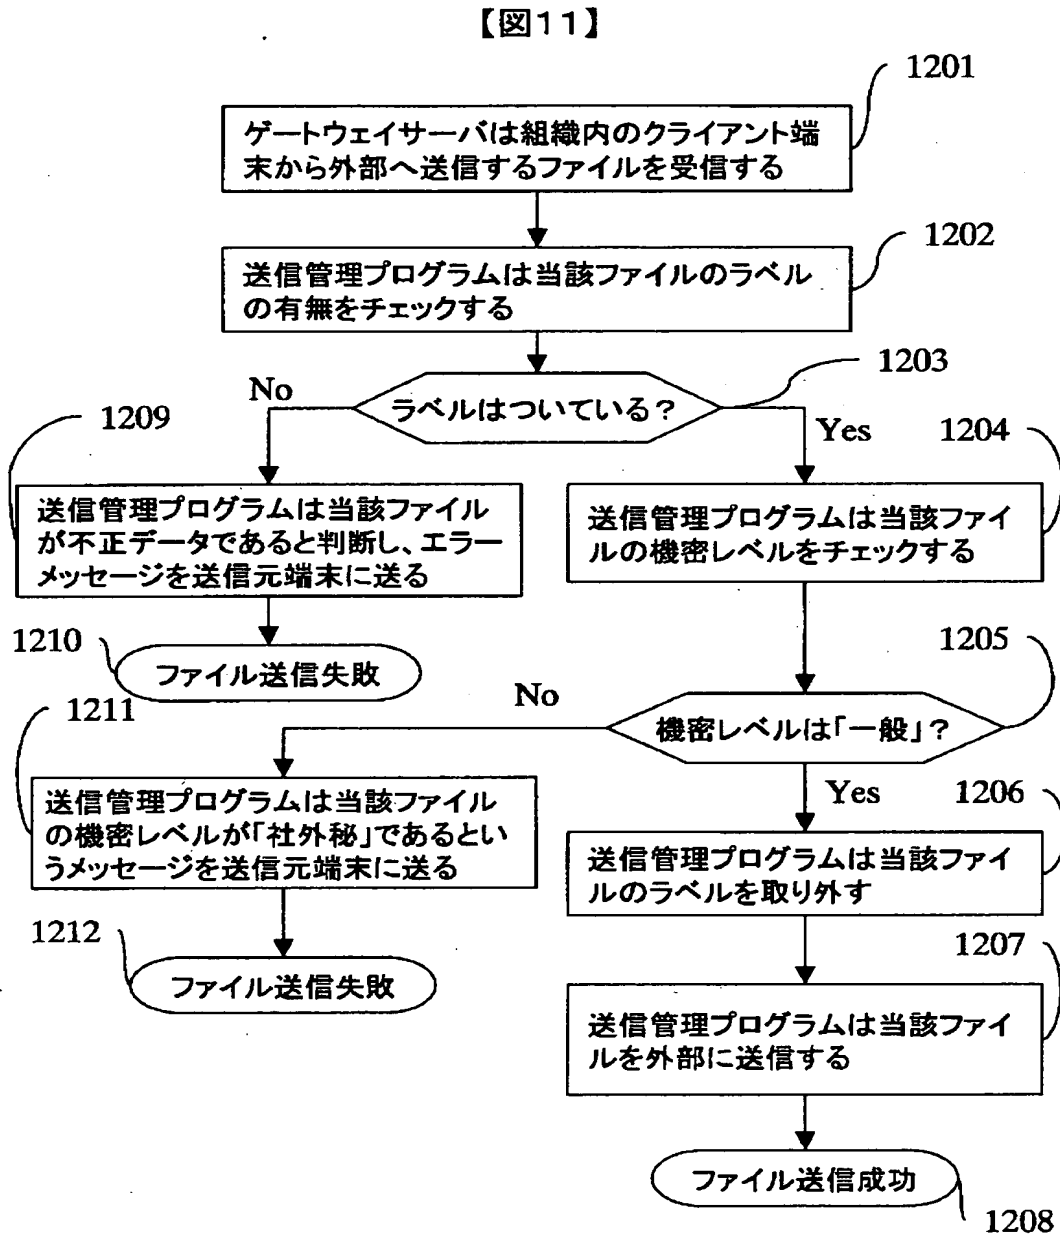 【図11】
1201
ゲートウェイサーバは組織内のクライアント端
末から外部へ送信するファイルを受信する
1202
送信管理プログラムは当該ファイルのラベル
の有無をチェックする
1203
ラベルはついている?
No
Yes
1209
送信管理プログラムは当該ファイル
が不正データであると判断し、エラー
メッセージを送信元端末に送る
1210
ファイル送信失敗
1204
送信管理プログラムは当該ファイ
ルの機密レベルをチェックする
1205
機密レベルは「一般」?
No
Yes
1211
送信管理プログラムは当該ファイル
の機密レベルが「社外秘」であるとい
うメッセージを送信元端末に送る
1212
ファイル送信失敗
1206
送信管理プログラムは当該ファイ
ルのラベルを取り外す
1207
送信管理プログラムは当該ファイ
ルを外部に送信する
ファイル送信成功
1208